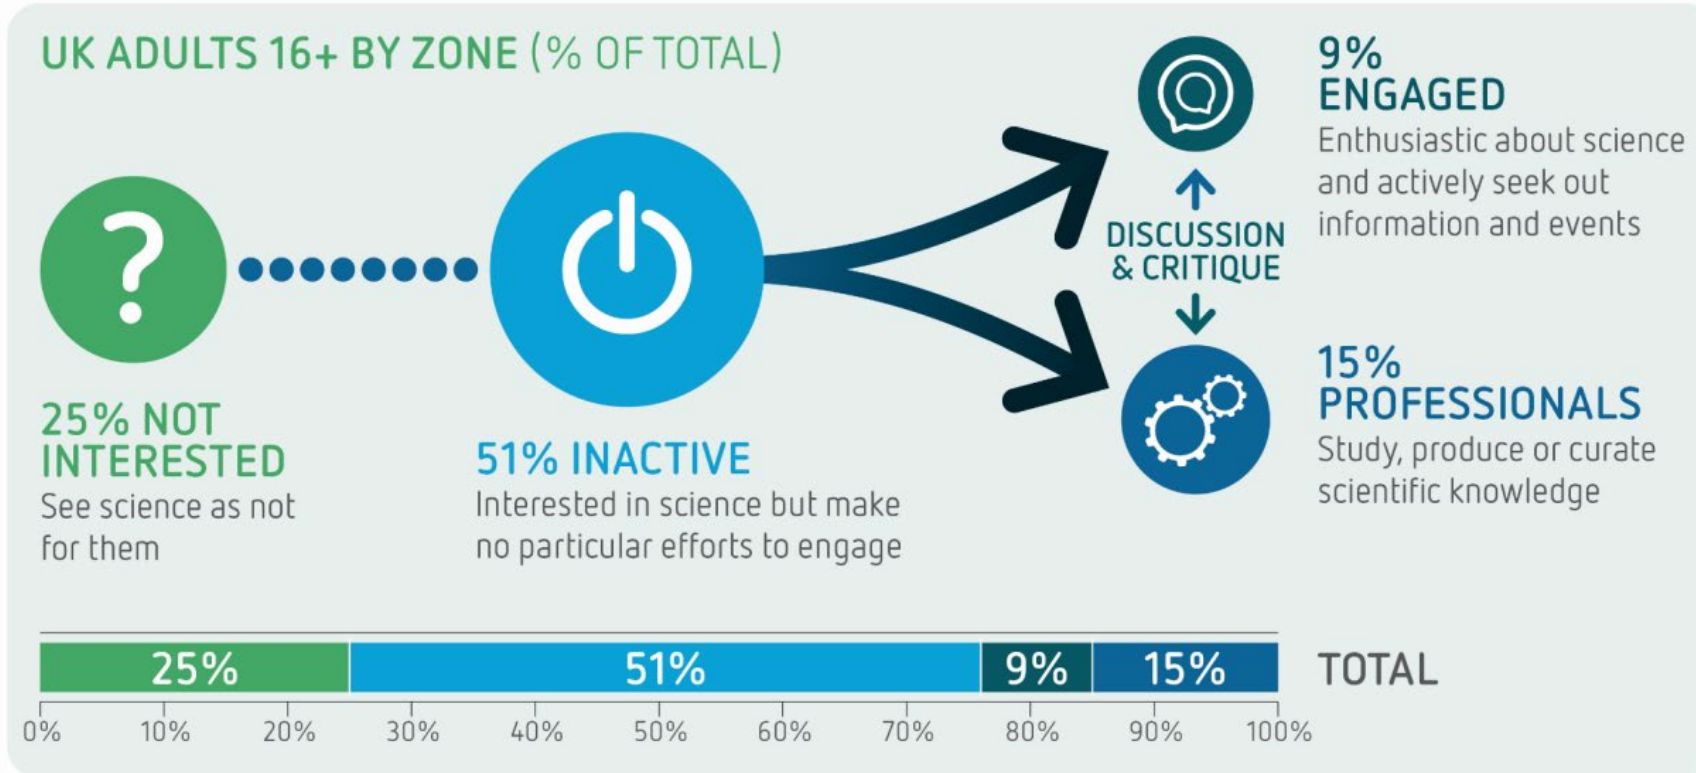 UK ADULTS 16+ BY ZONE (% OF TOTAL)
25% NOT
INTERESTED
See science as not
for them
51% INACTIVE
Interested in science but make
no particular efforts to engage
9%
ENGAGED
Enthusiastic about science
and actively seek out
information and events
DISCUSSION
& CRITIQUE
15%
PROFESSIONALS
Study, produce or curate
scientific knowledge
25% 51% 9% 15% TOTAL
0% 10% 20% 30% 40% 50% 60% 70% 80% 90% 100%